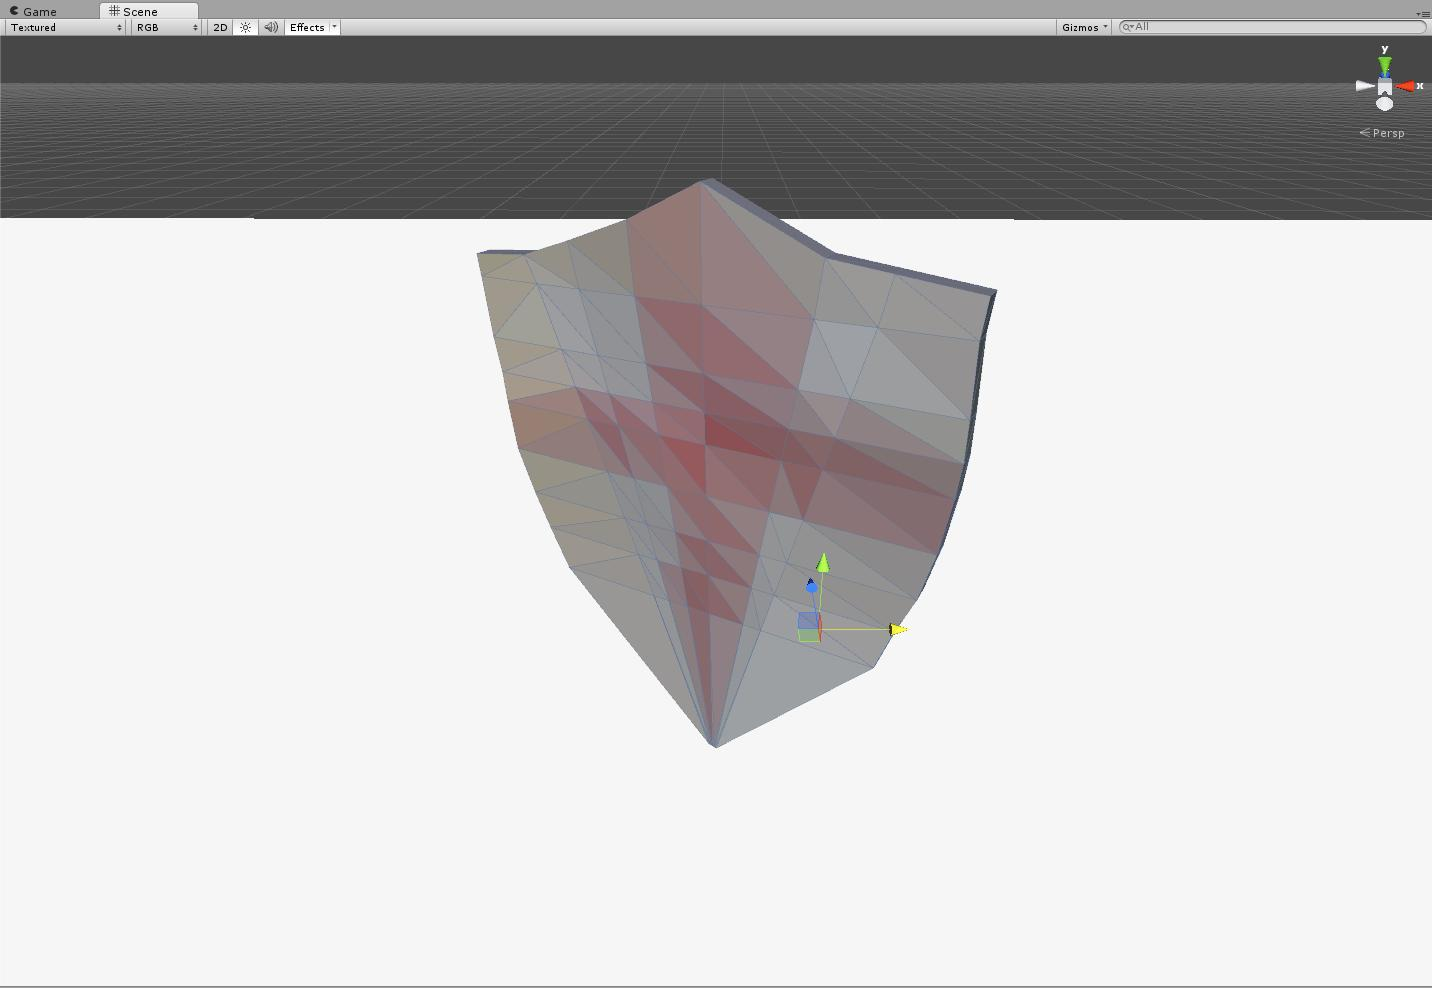 Game Scene
Textured RGB 2D Effects Gizmos All
y
x
Persp